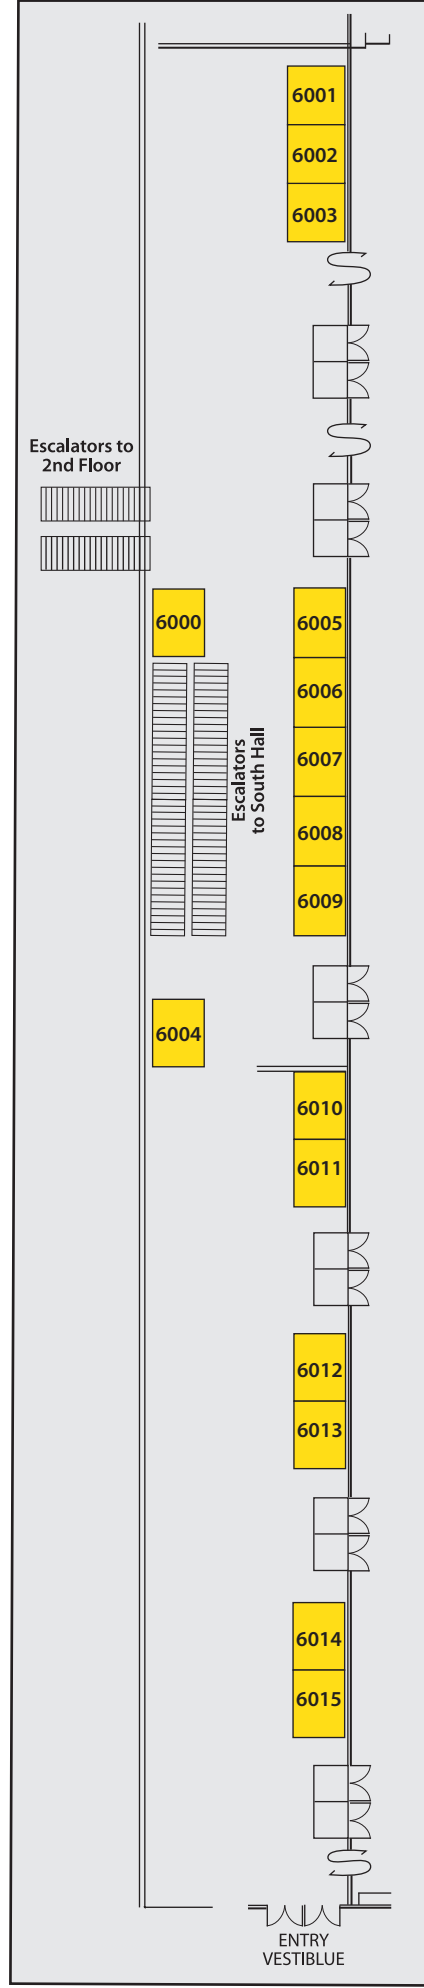 6001
6002
6003
Escalators to
2nd Floor
6000
6005
6006
Escalators
to South Hall
6007
6008
6009
6004
6010
6011
6012
6013
6014
6015
ENTRY
VESTIBLUE